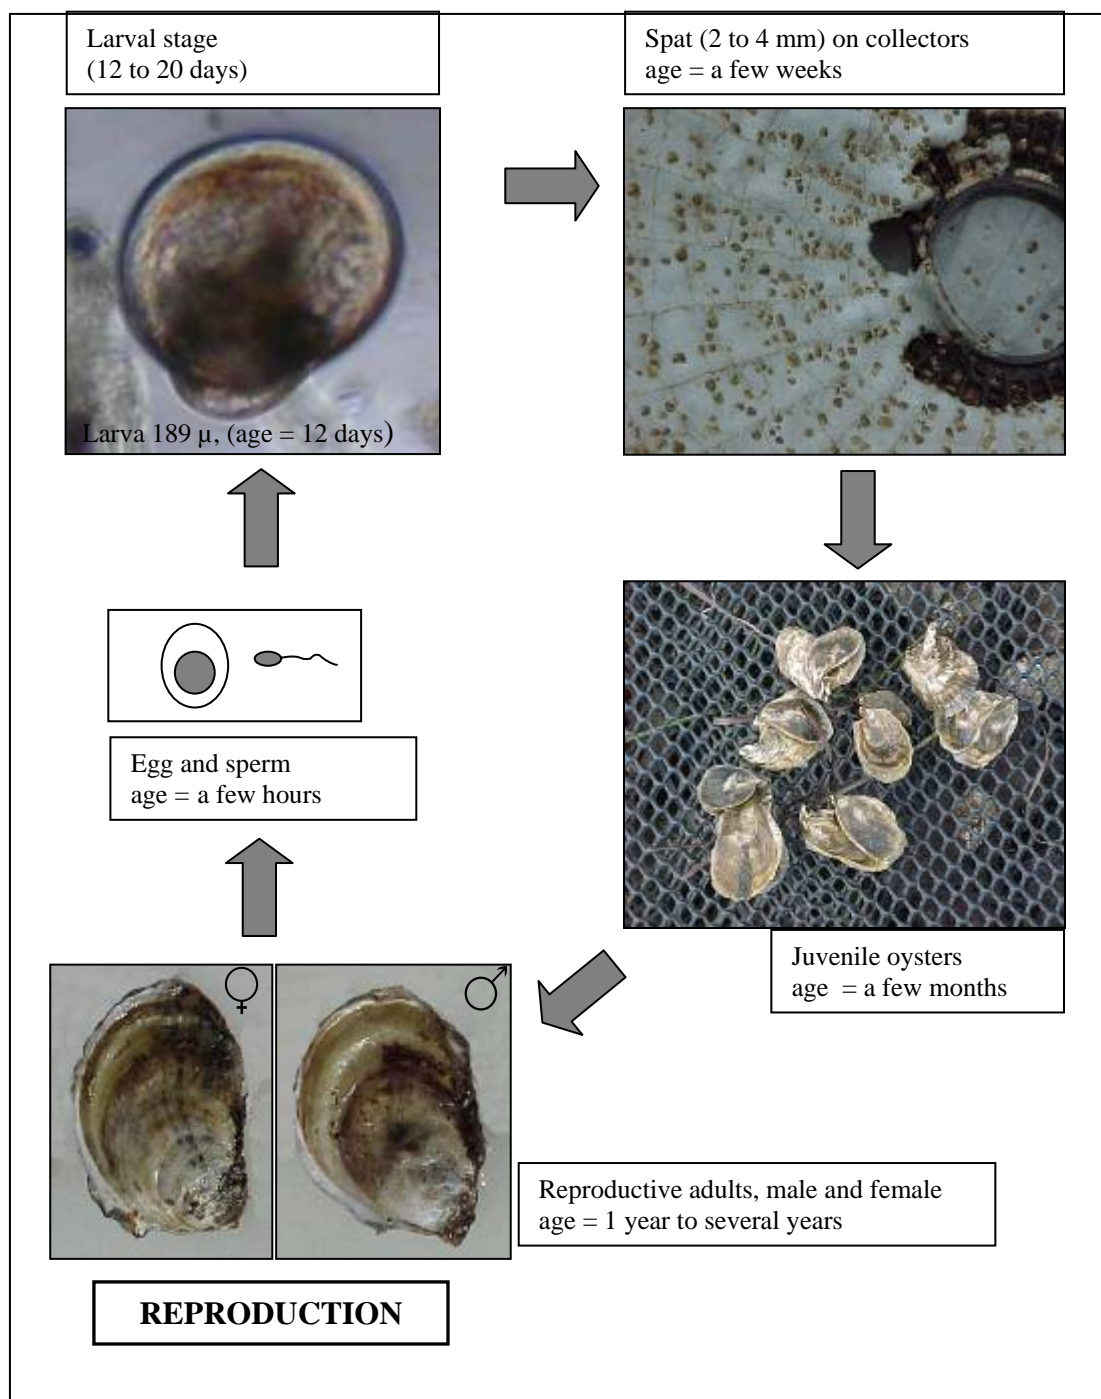 Larval stage
(12 to 20 days)
Spat (2 to 4 mm) on collectors
age = a few weeks
Larva 189 µ, (age = 12 days)
Egg and sperm
age = a few hours
Juvenile oysters
age  = a few months
♀
♂
Reproductive adults, male and female
age = 1 year to several years
REPRODUCTION